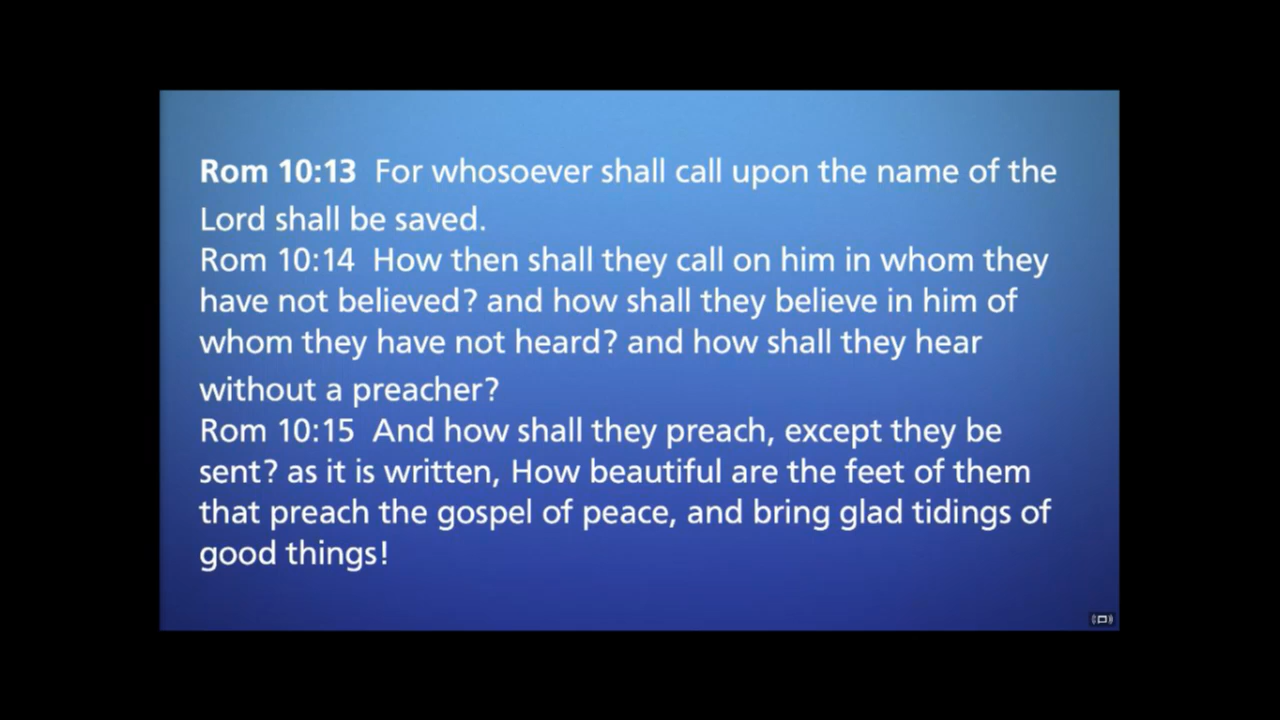 Rom 10:13 For whosoever shall call upon the name of the
Lord shall be saved.
Rom 10:14 How then shall they call on him in whom they
have not believed? and how shall they believe in him of
whom they have not heard? and how shall they hear
without a preacher?
Rom 10:15 And how shall they preach, except they be
sent? as it is written, How beautiful are the feet of them
that preach the gospel of peace, and bring glad tidings of
good things!